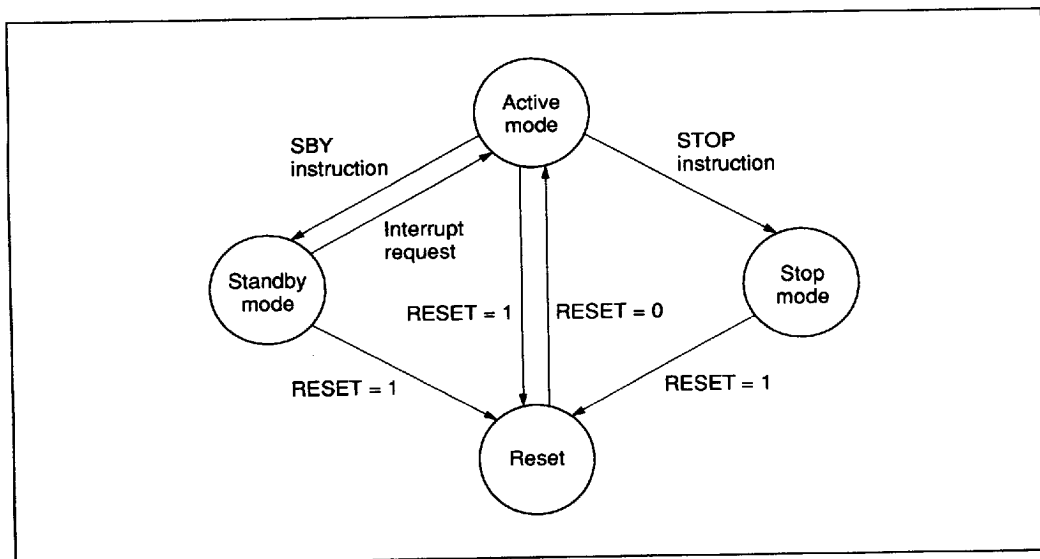 Active
mode
SBY
instruction
STOP
instruction
Interrupt
request
Standby
mode
Stop
mode
RESET = 1
RESET = 0
RESET = 1
RESET = 1
Reset